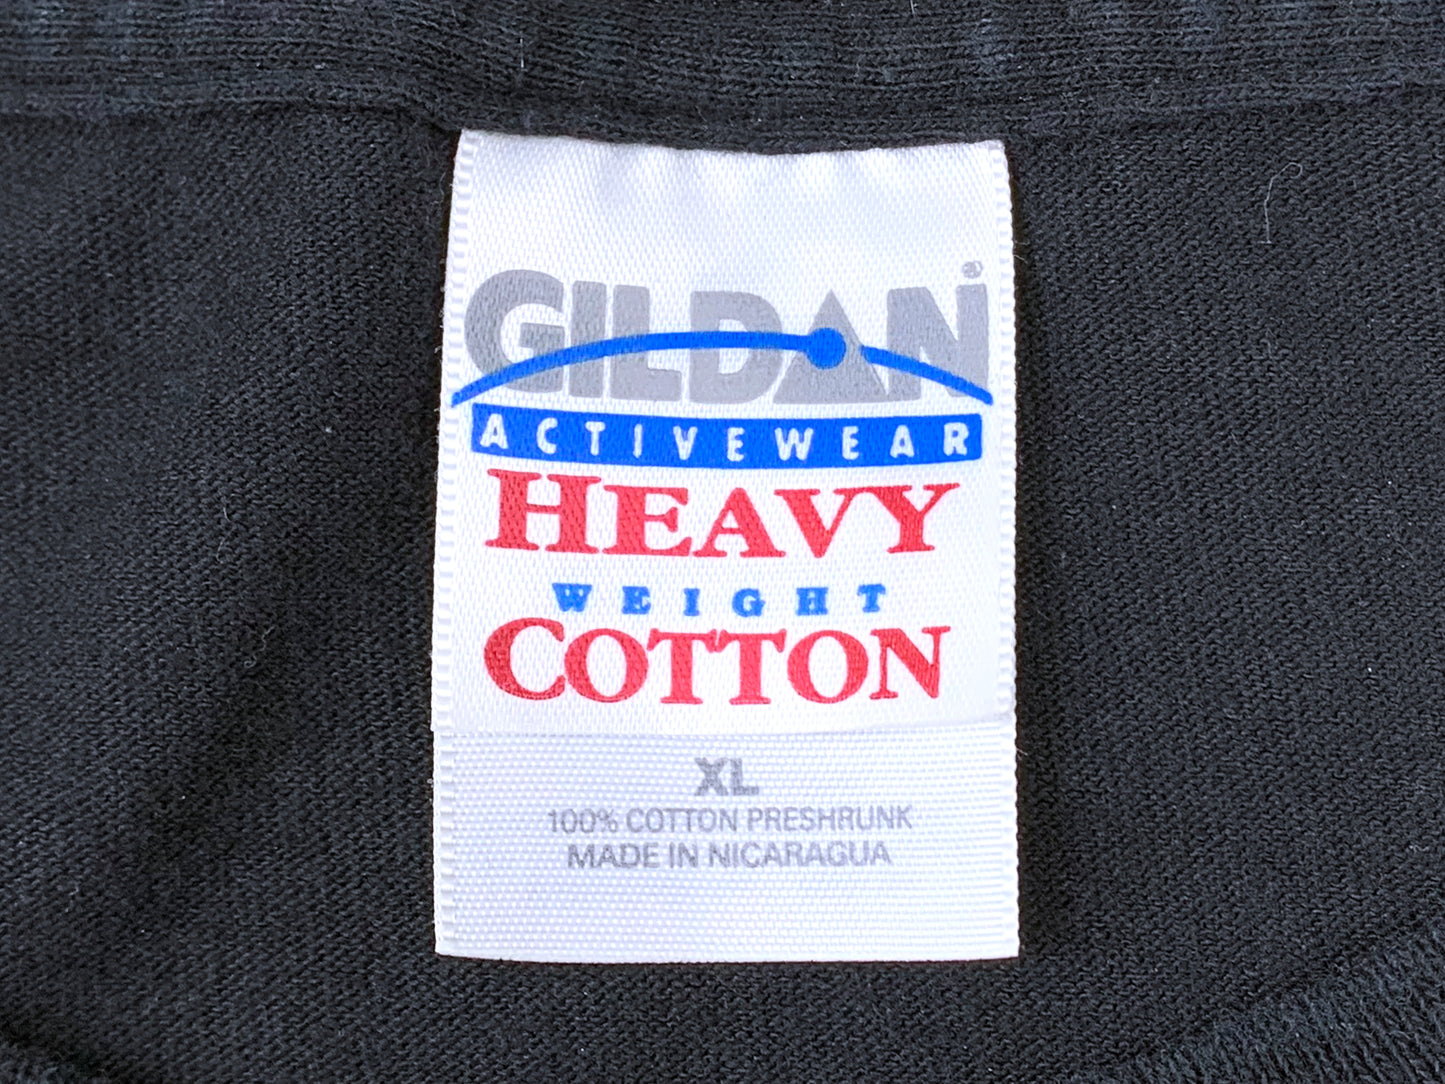 GILDAN®
ACTIVEWEAR
HEAVY
WEIGHT
COTTON
XL
100% COTTON PRESHRUNK
MADE IN NICARAGUA